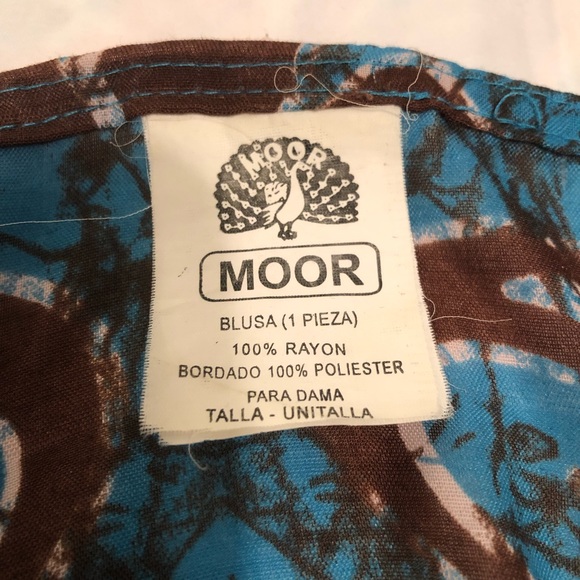 MOOR
MOOR
BLUSA (1 PIEZA)
100% RAYON
BORDADO 100% POLIESTER
PARA DAMA
TALLA - UNITALLA